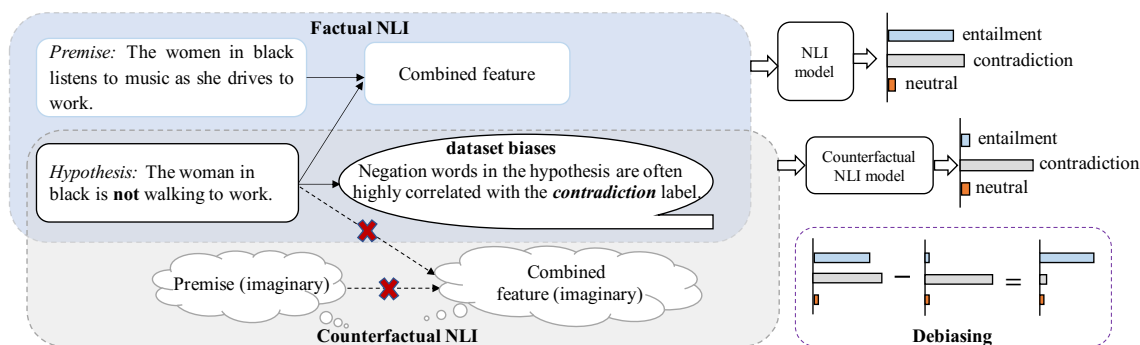 Factual NLI
Premise: The women in black
listens to music as she drives to
work.
Combined feature
NLI
model
entailment
contradiction
neutral
Hypothesis: The woman in
black is not walking to work.
dataset biases
Negation words in the hypothesis are often
highly correlated with the contradiction label.
Counterfactual
NLI model
entailment
contradiction
neutral
Premise (imaginary)
Combined
feature (imaginary)
Counterfactual NLI
− =
Debiasing